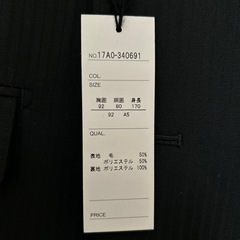 NO. 17A0-340691
COL.
SIZE
胸囲 胴囲 身長
92 80 170
92 A5
QUAL.
表地 毛 50%
ポリエステル 50%
裏地 ポリエステル 100%
PRICE